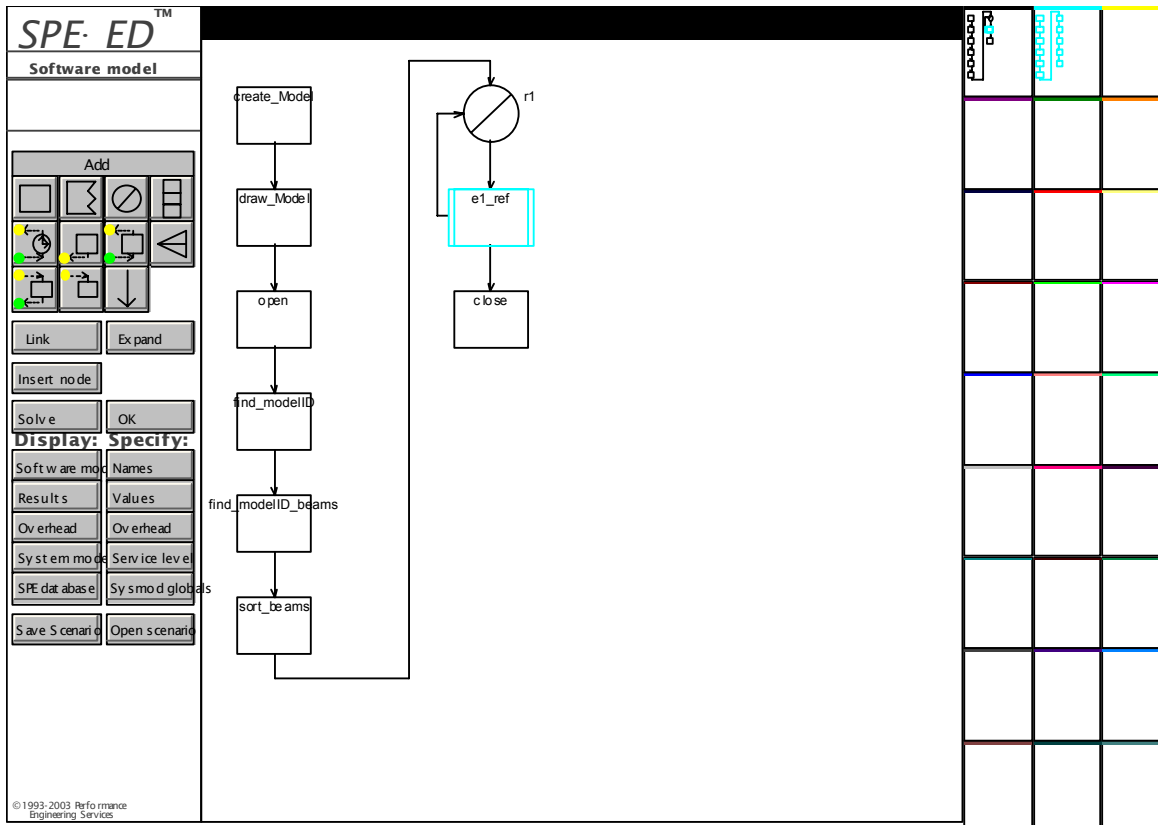 SPE· ED™
Software model
Add
Link
Expand
Insert node
Solve
OK
Display: Specify:
Software mod
Names
Results
Values
Overhead
Overhead
System mode
Service level
SPE database
Sysmod globals
Save Scenario
Open scenario
©1993-2003 Performance
Engineering Services
create_Model
draw_Model
open
find_modelID
find_modelID_beams
sort_beams
r1
e1_ref
close